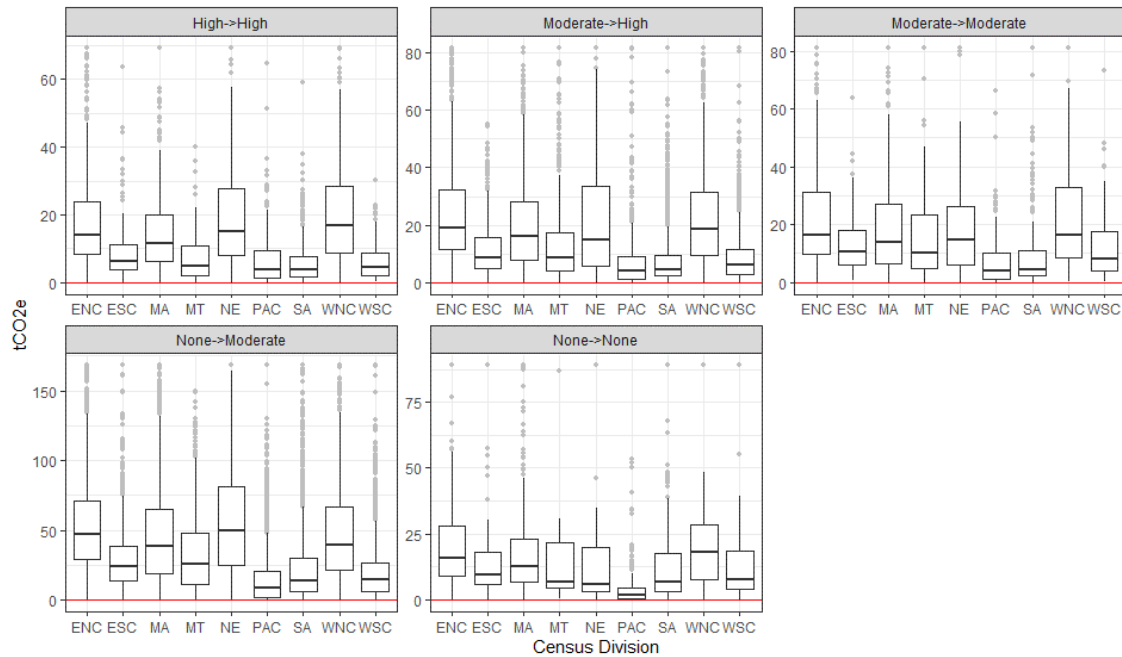 High->High
Moderate->High
Moderate->Moderate
60
40
20
0
80
60
40
20
0
80
60
40
20
0
ENC ESC MA MT NE PAC SA WNC WSC
ENC ESC MA MT NE PAC SA WNC WSC
ENC ESC MA MT NE PAC SA WNC WSC
tCO2e
None->Moderate
None->None
150
100
50
0
75
50
25
0
ENC ESC MA MT NE PAC SA WNC WSC
ENC ESC MA MT NE PAC SA WNC WSC
Census Division